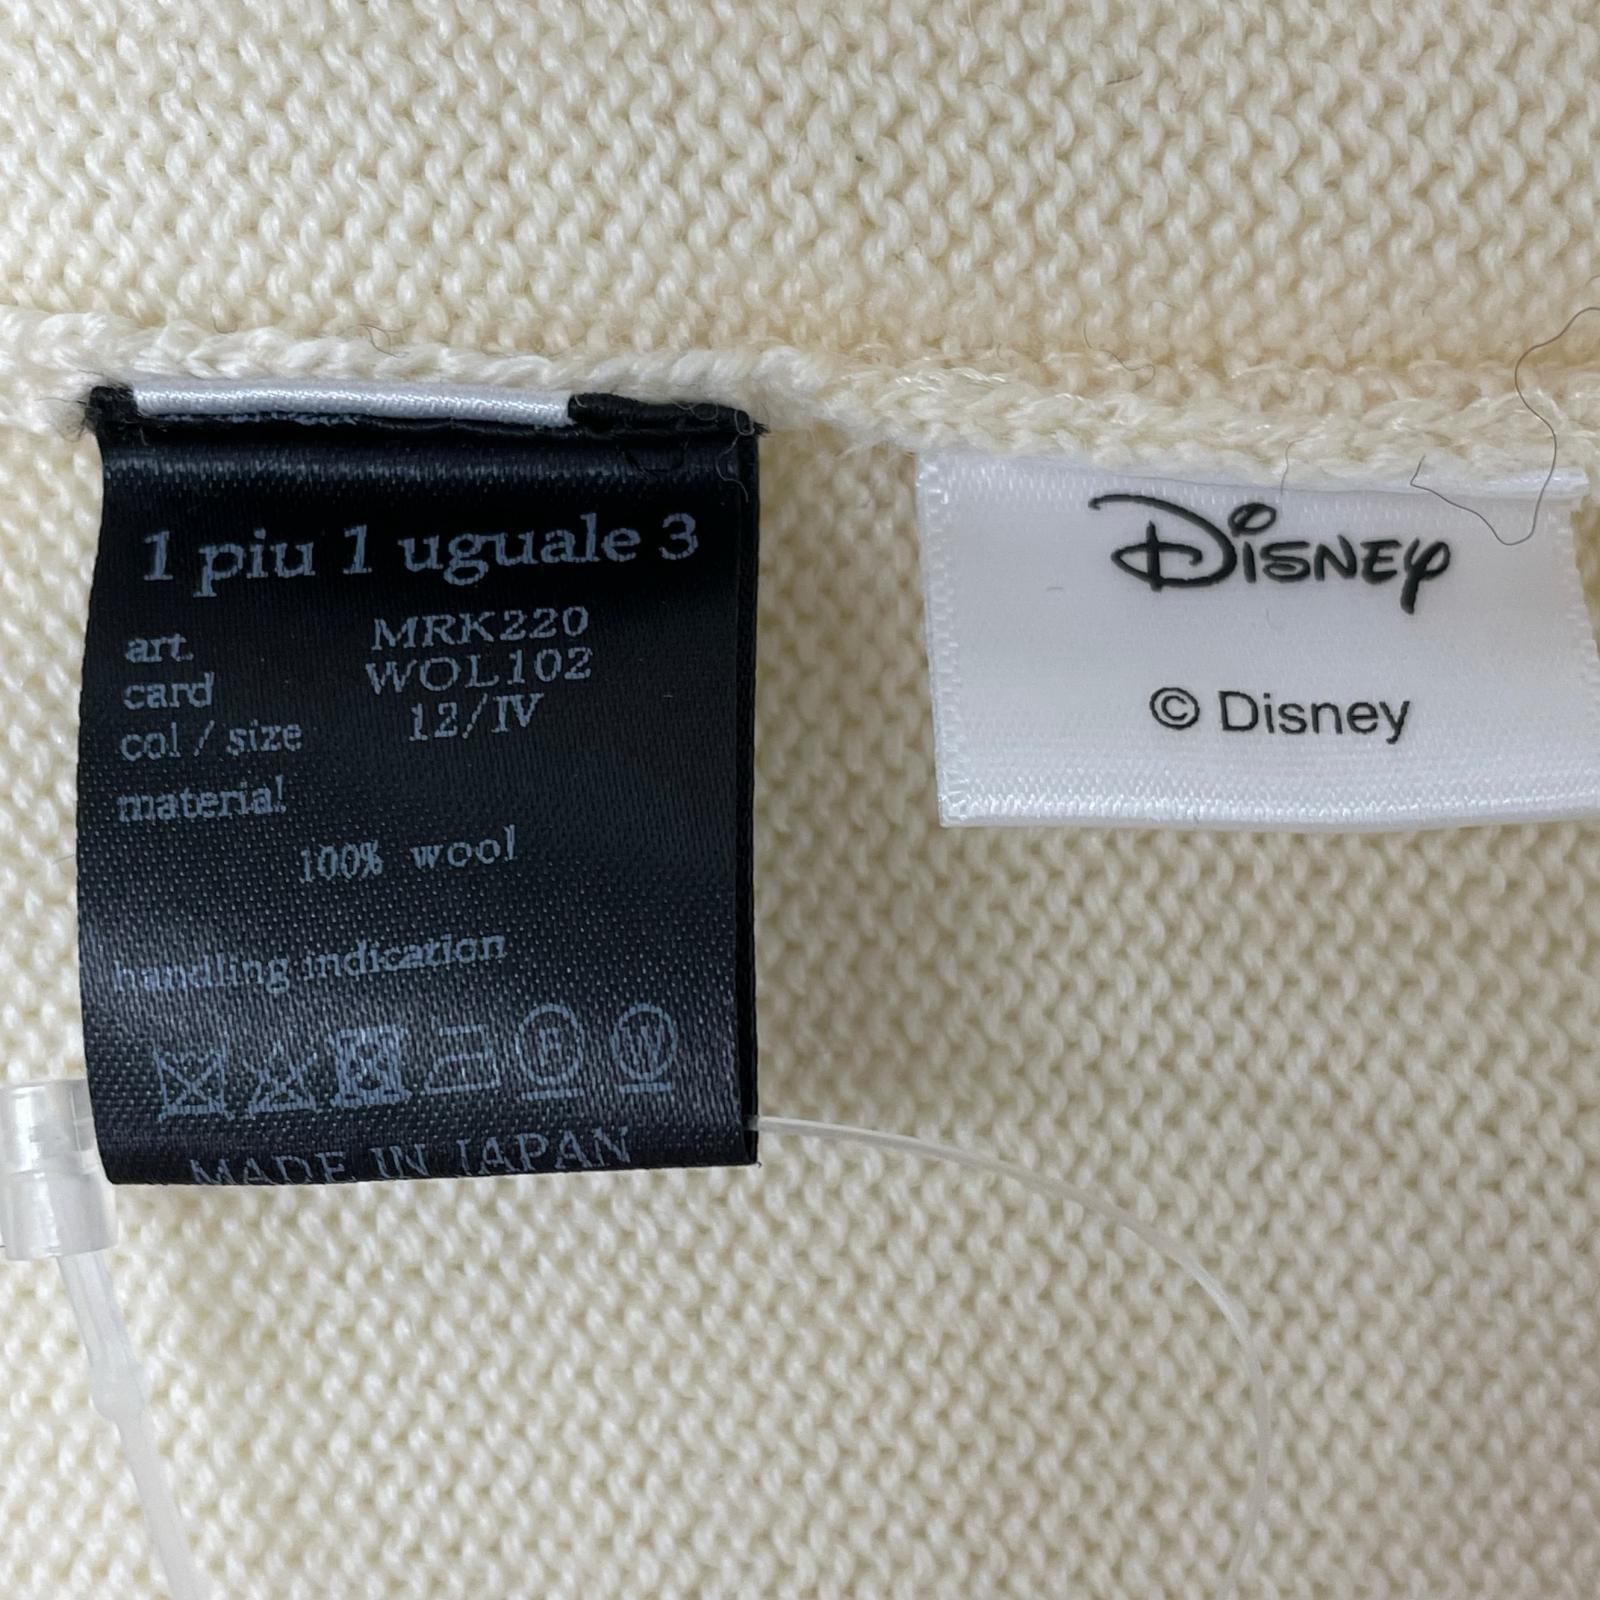 1 piu 1 uguale 3
art. MRK220
card WOL102
col / size 12/IV
material
100% wool
handling indication
P W
MADE IN JAPAN
Disney
© Disney